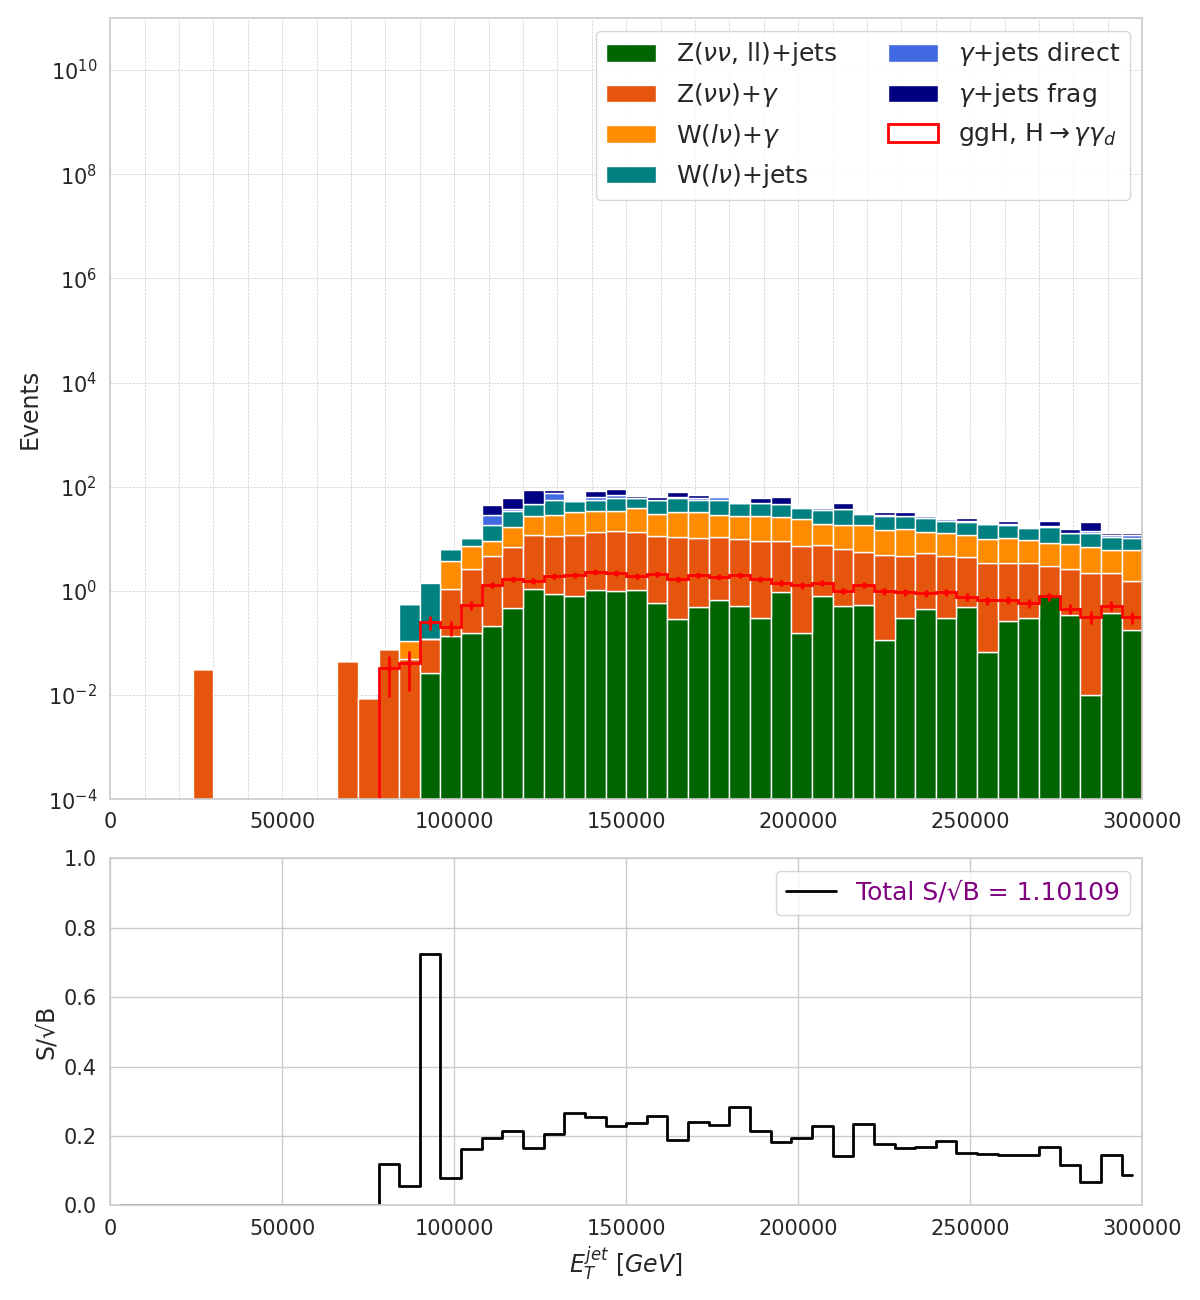 Z(νν, ll)+jets
Z(νν)+γ
W(lν)+γ
W(lν)+jets
γ+jets direct
γ+jets frag
ggH, H→γγ_d
Events
10^10
10^8
10^6
10^4
10^2
10^0
10^−2
10^−4
0 50000 100000 150000 200000 250000 300000
Total S/√B = 1.10109
S/√B
1.0
0.8
0.6
0.4
0.2
0.0
0 50000 100000 150000 200000 250000 300000
E_T^jet [GeV]